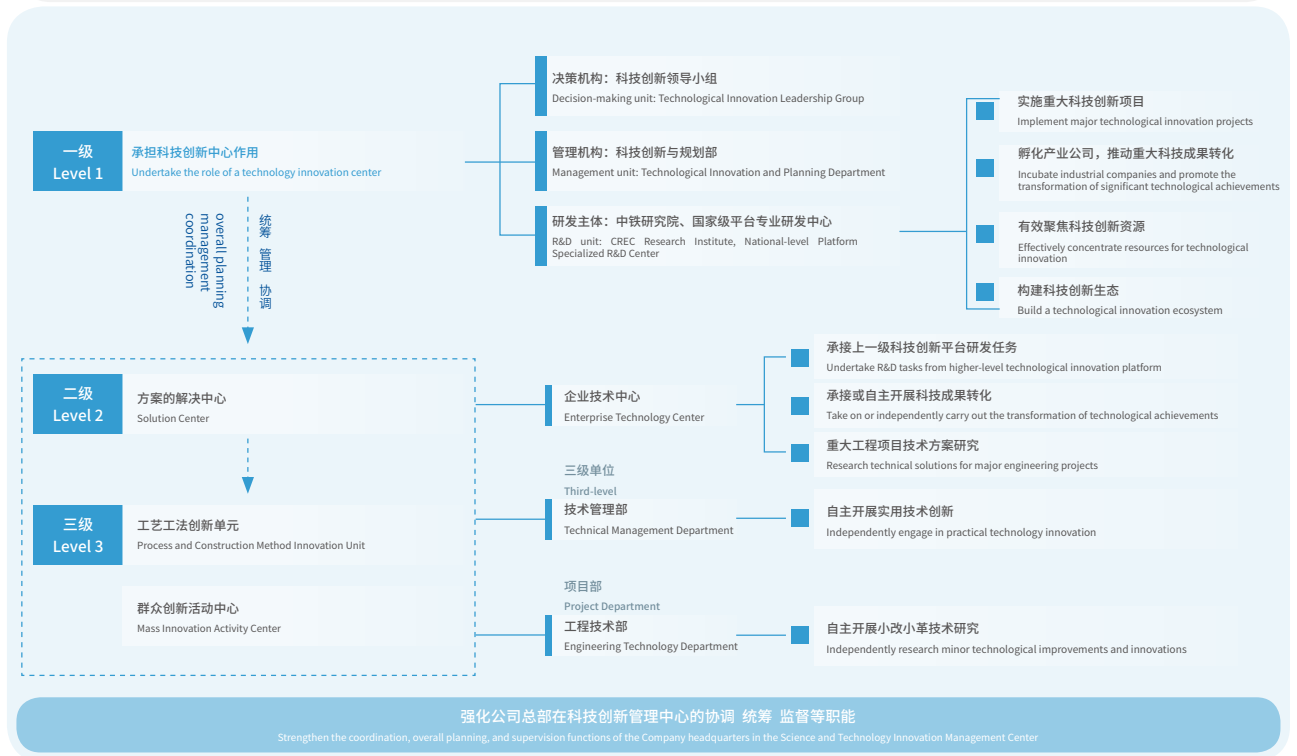 一级
Level 1
承担科技创新中心作用
Undertake the role of a technology innovation center
决策机构：科技创新领导小组
Decision-making unit: Technological Innovation Leadership Group
管理机构：科技创新与规划部
Management unit: Technological Innovation and Planning Department
研发主体：中铁研究院、国家级平台专业研发中心
R&D unit: CREC Research Institute, National-level Platform
Specialized R&D Center
实施重大科技创新项目
Implement major technological innovation projects
孵化产业公司，推动重大科技成果转化
Incubate industrial companies and promote the
transformation of significant technological achievements
有效聚焦科技创新资源
Effectively concentrate resources for technological
innovation
构建科技创新生态
Build a technological innovation ecosystem
统筹 管理 协调
overall planning
management
coordination
二级
Level 2
方案的解决中心
Solution Center
企业技术中心
Enterprise Technology Center
承接上一级科技创新平台研发任务
Undertake R&D tasks from higher-level technological innovation platform
承接或自主开展科技成果转化
Take on or independently carry out the transformation of technological achievements
重大工程项目技术方案研究
Research technical solutions for major engineering projects
三级
Level 3
工艺工法创新单元
Process and Construction Method Innovation Unit
三级单位
Third-level
技术管理部
Technical Management Department
自主开展实用技术创新
Independently engage in practical technology innovation
群众创新活动中心
Mass Innovation Activity Center
项目部
Project Department
工程技术部
Engineering Technology Department
自主开展小改小革技术研究
Independently research minor technological improvements and innovations
强化公司总部在科技创新管理中心的协调 统筹 监督等职能
Strengthen the coordination, overall planning, and supervision functions of the Company headquarters in the Science and Technology Innovation Management Center